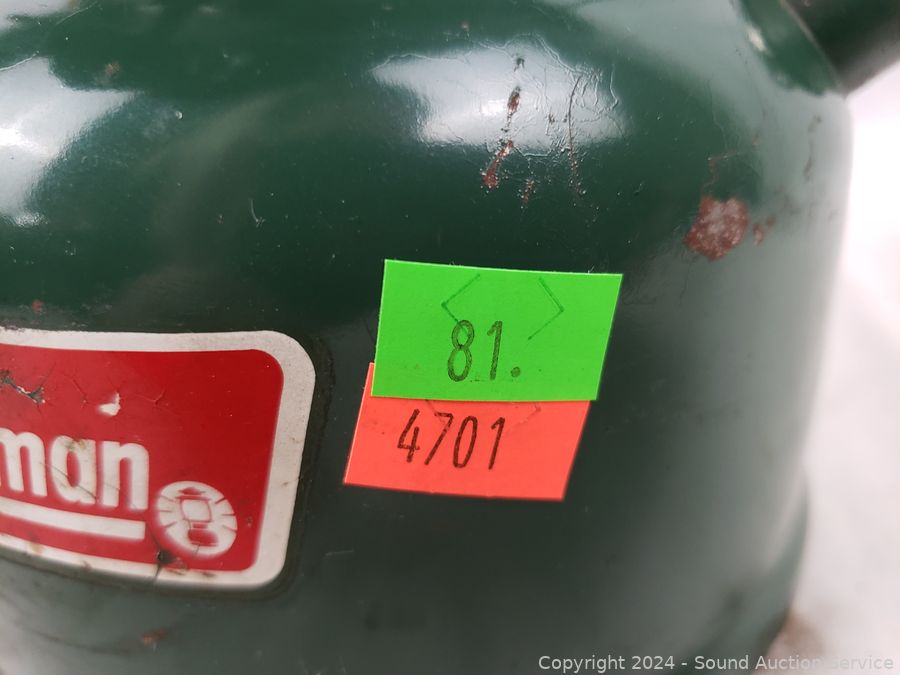 81.
4701
man
Copyright 2024 - Sound Auction Service